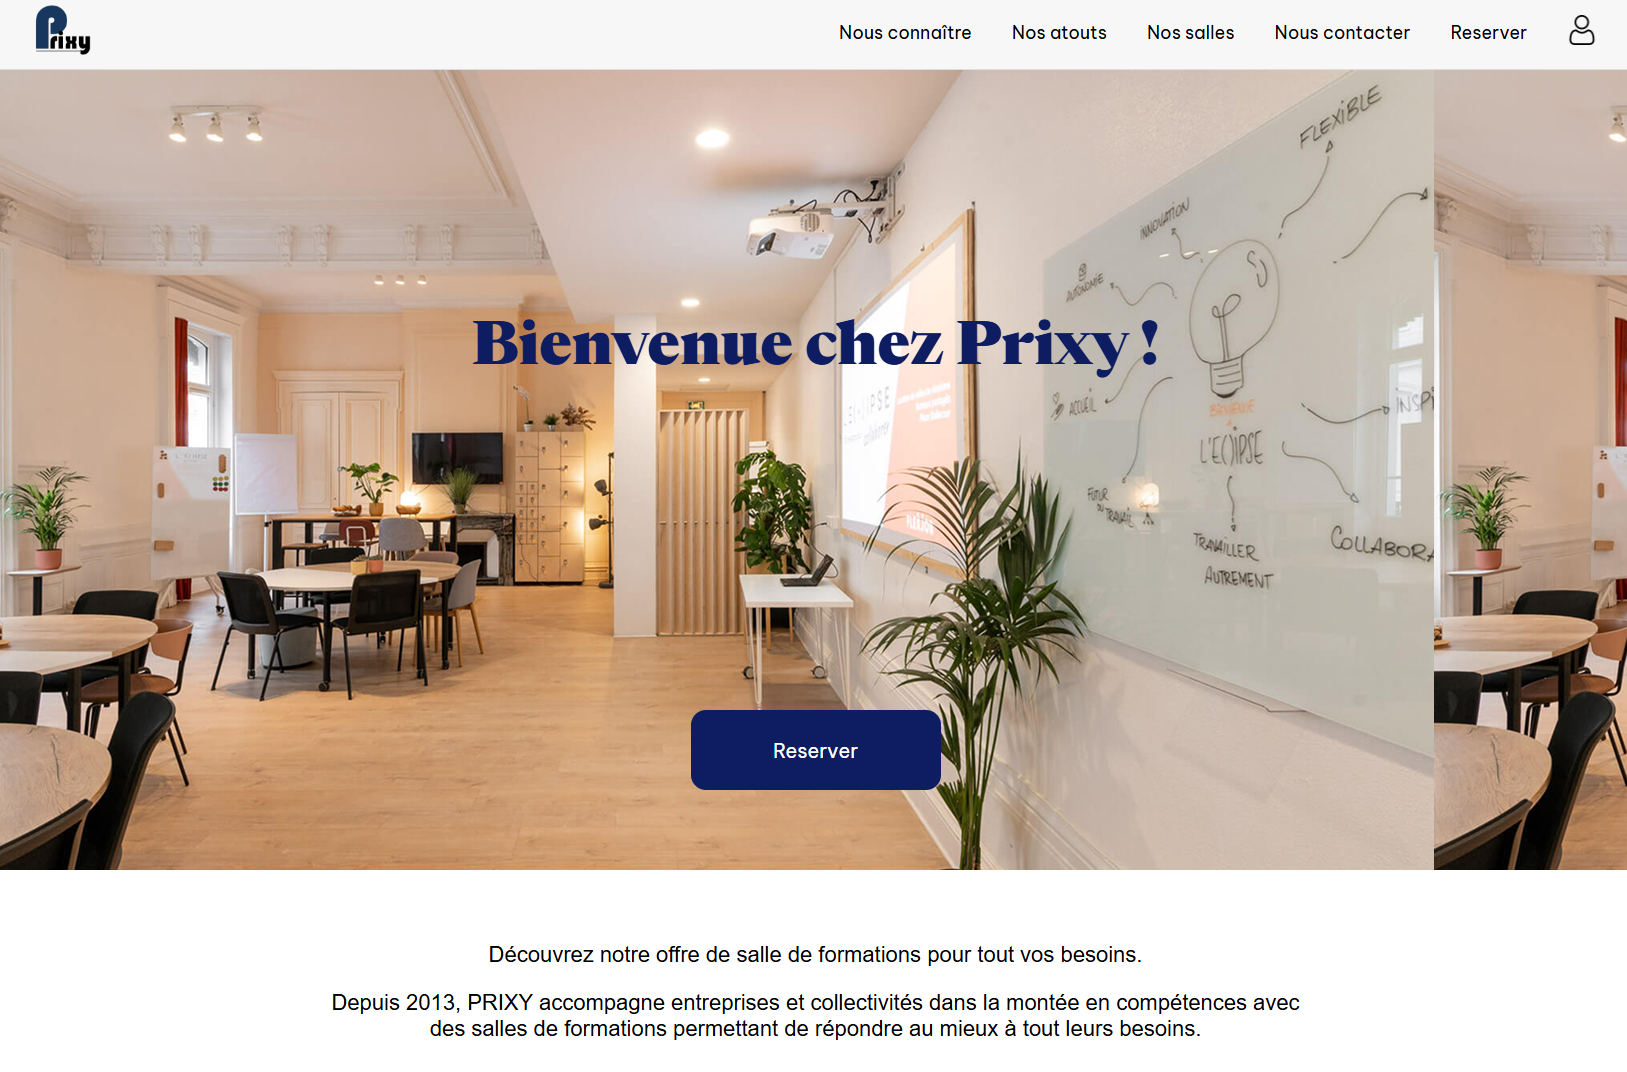 Prixy
Nous connaître
Nos atouts
Nos salles
Nous contacter
Reserver
FLEXIBLE
INNOVATION
AUTONOMIE
Bienvenue chez Prixy !
ACCUEIL
INSPI
BIENVENUE
À
L'E()IPSE
FUTUR
DU TRAVAIL
TRAVAILLER
AUTREMENT
COLLABORA
Reserver
Découvrez notre offre de salle de formations pour tout vos besoins.
Depuis 2013, PRIXY accompagne entreprises et collectivités dans la montée en compétences avec
des salles de formations permettant de répondre au mieux à tout leurs besoins.